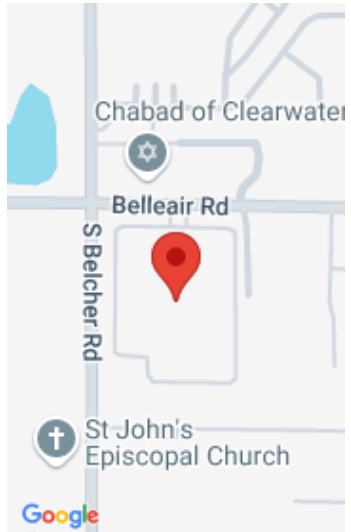 Chabad of Clearwater
Belleair Rd
S Belcher Rd
St John's
Episcopal Church
Google